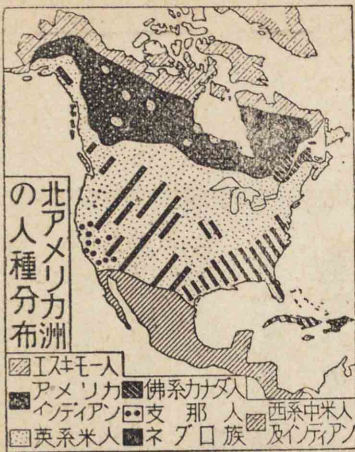 北アメリカ洲
の人種分布
エスキモー人
アメリカ
インディアン
英系米人
佛系カナダ人
支那人
ネグロ族
西系中米人
及インディアン